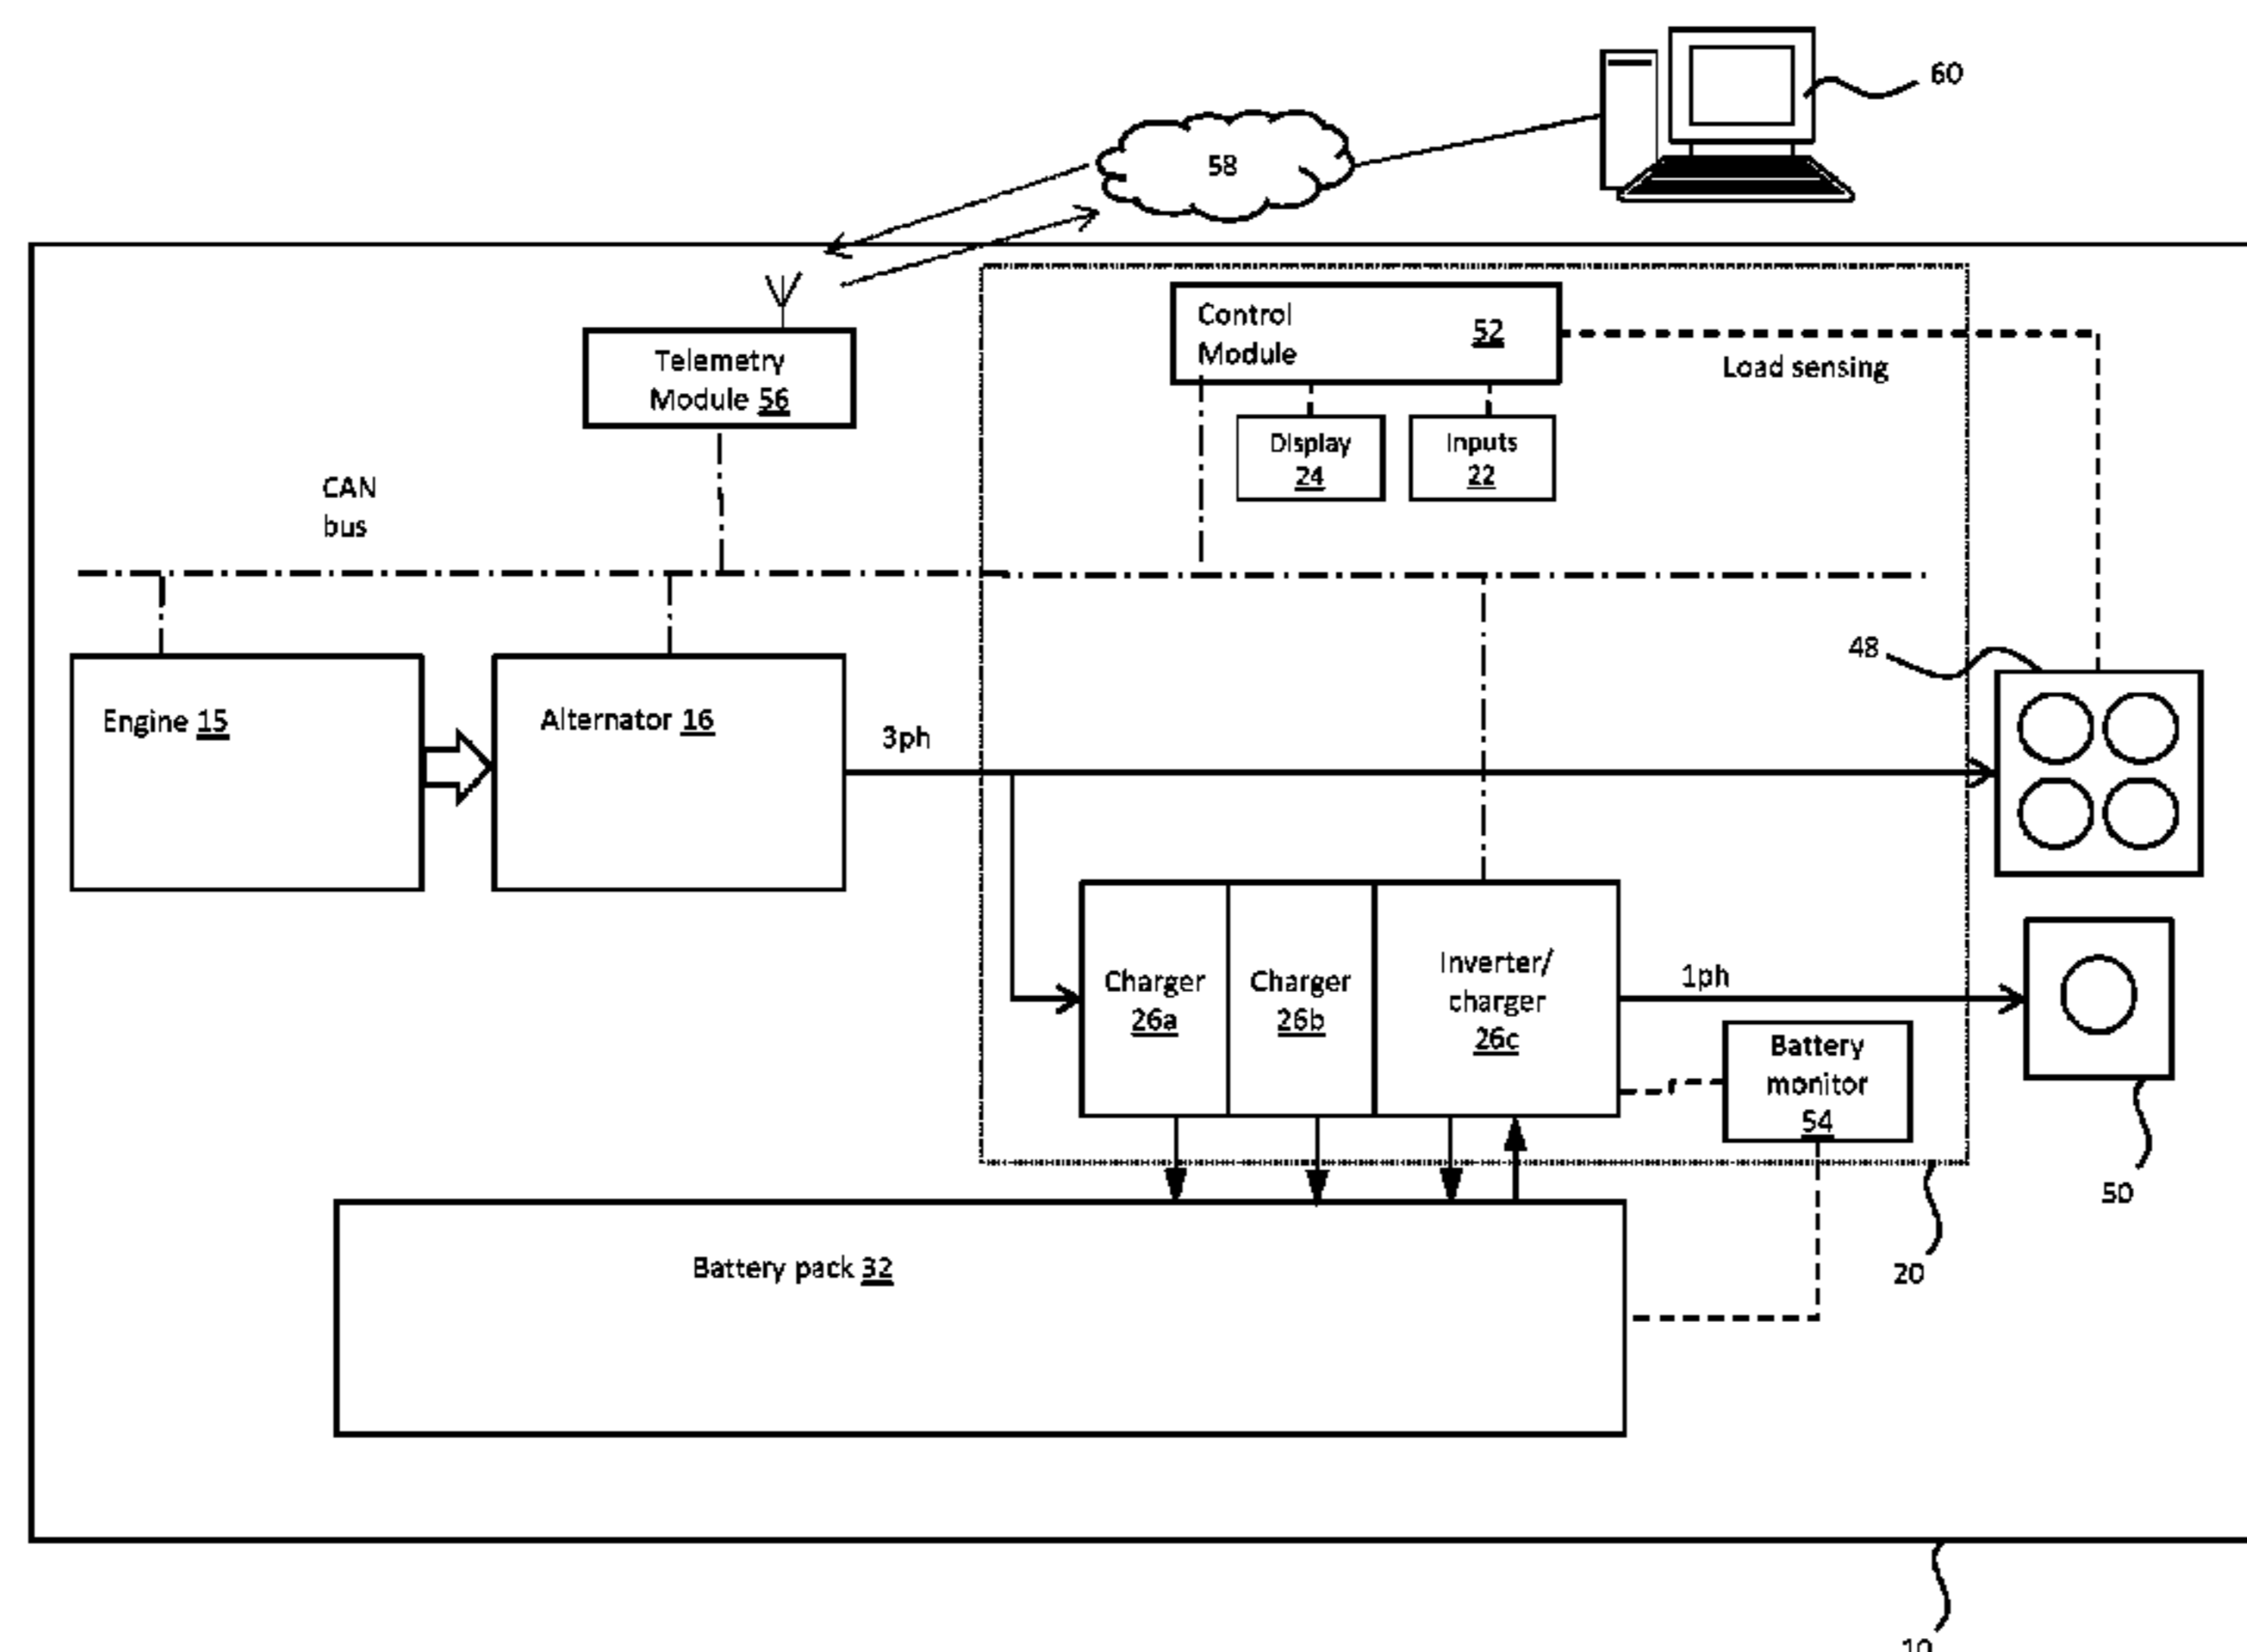 60
58
Control
Module 52
Telemetry
Module 56
Load sensing
Display
24
Inputs
22
CAN
bus
48
Engine 15
Alternator 16
3ph
Charger
26a
Charger
26b
Inverter/
charger
26c
1ph
Battery
monitor
54
50
20
Battery pack 32
10